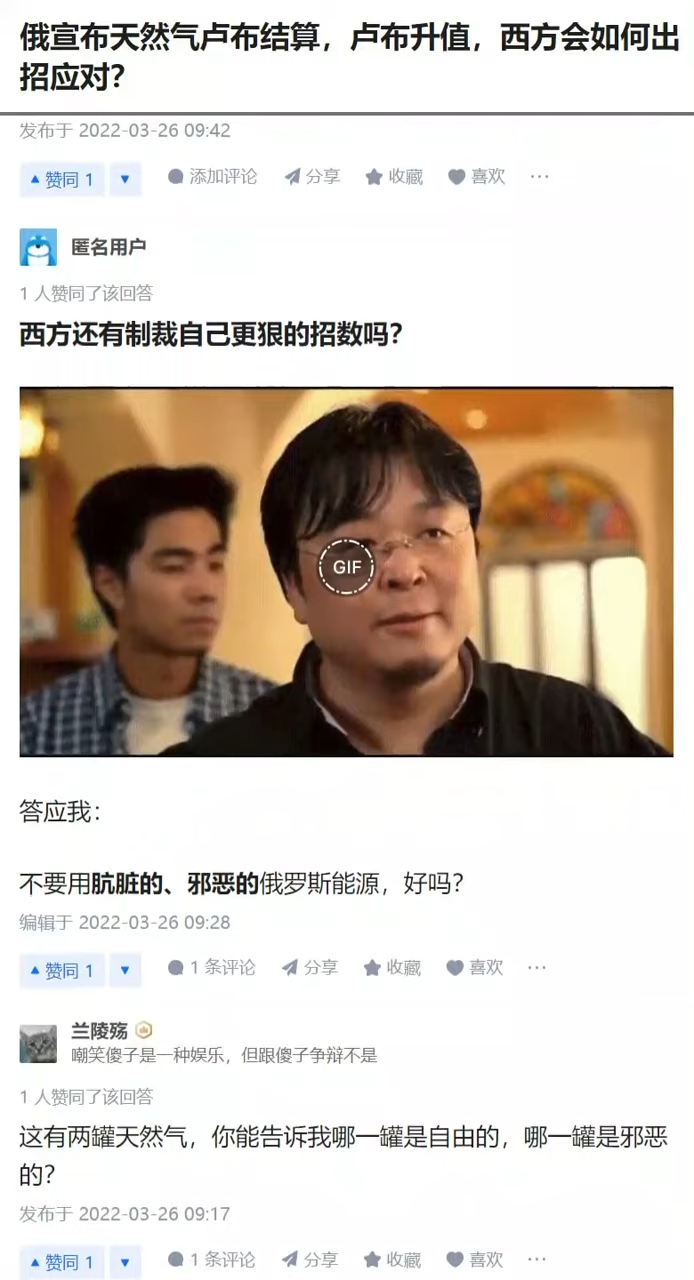 俄宣布天然气卢布结算，卢布升值，西方会如何出
招应对？
发布于 2022-03-26 09:42
赞同 1
添加评论
分享
收藏
喜欢
匿名用户
1 人赞同了该回答
西方还有制裁自己更狠的招数吗？
GIF
答应我：
不要用肮脏的、邪恶的俄罗斯能源，好吗？
编辑于 2022-03-26 09:28
赞同 1
1 条评论
分享
收藏
喜欢
兰陵殇
嘲笑傻子是一种娱乐，但跟傻子争辩不是
1 人赞同了该回答
这有两罐天然气，你能告诉我哪一罐是自由的，哪一罐是邪恶
的？
发布于 2022-03-26 09:17
赞同 1
1 条评论
分享
收藏
喜欢